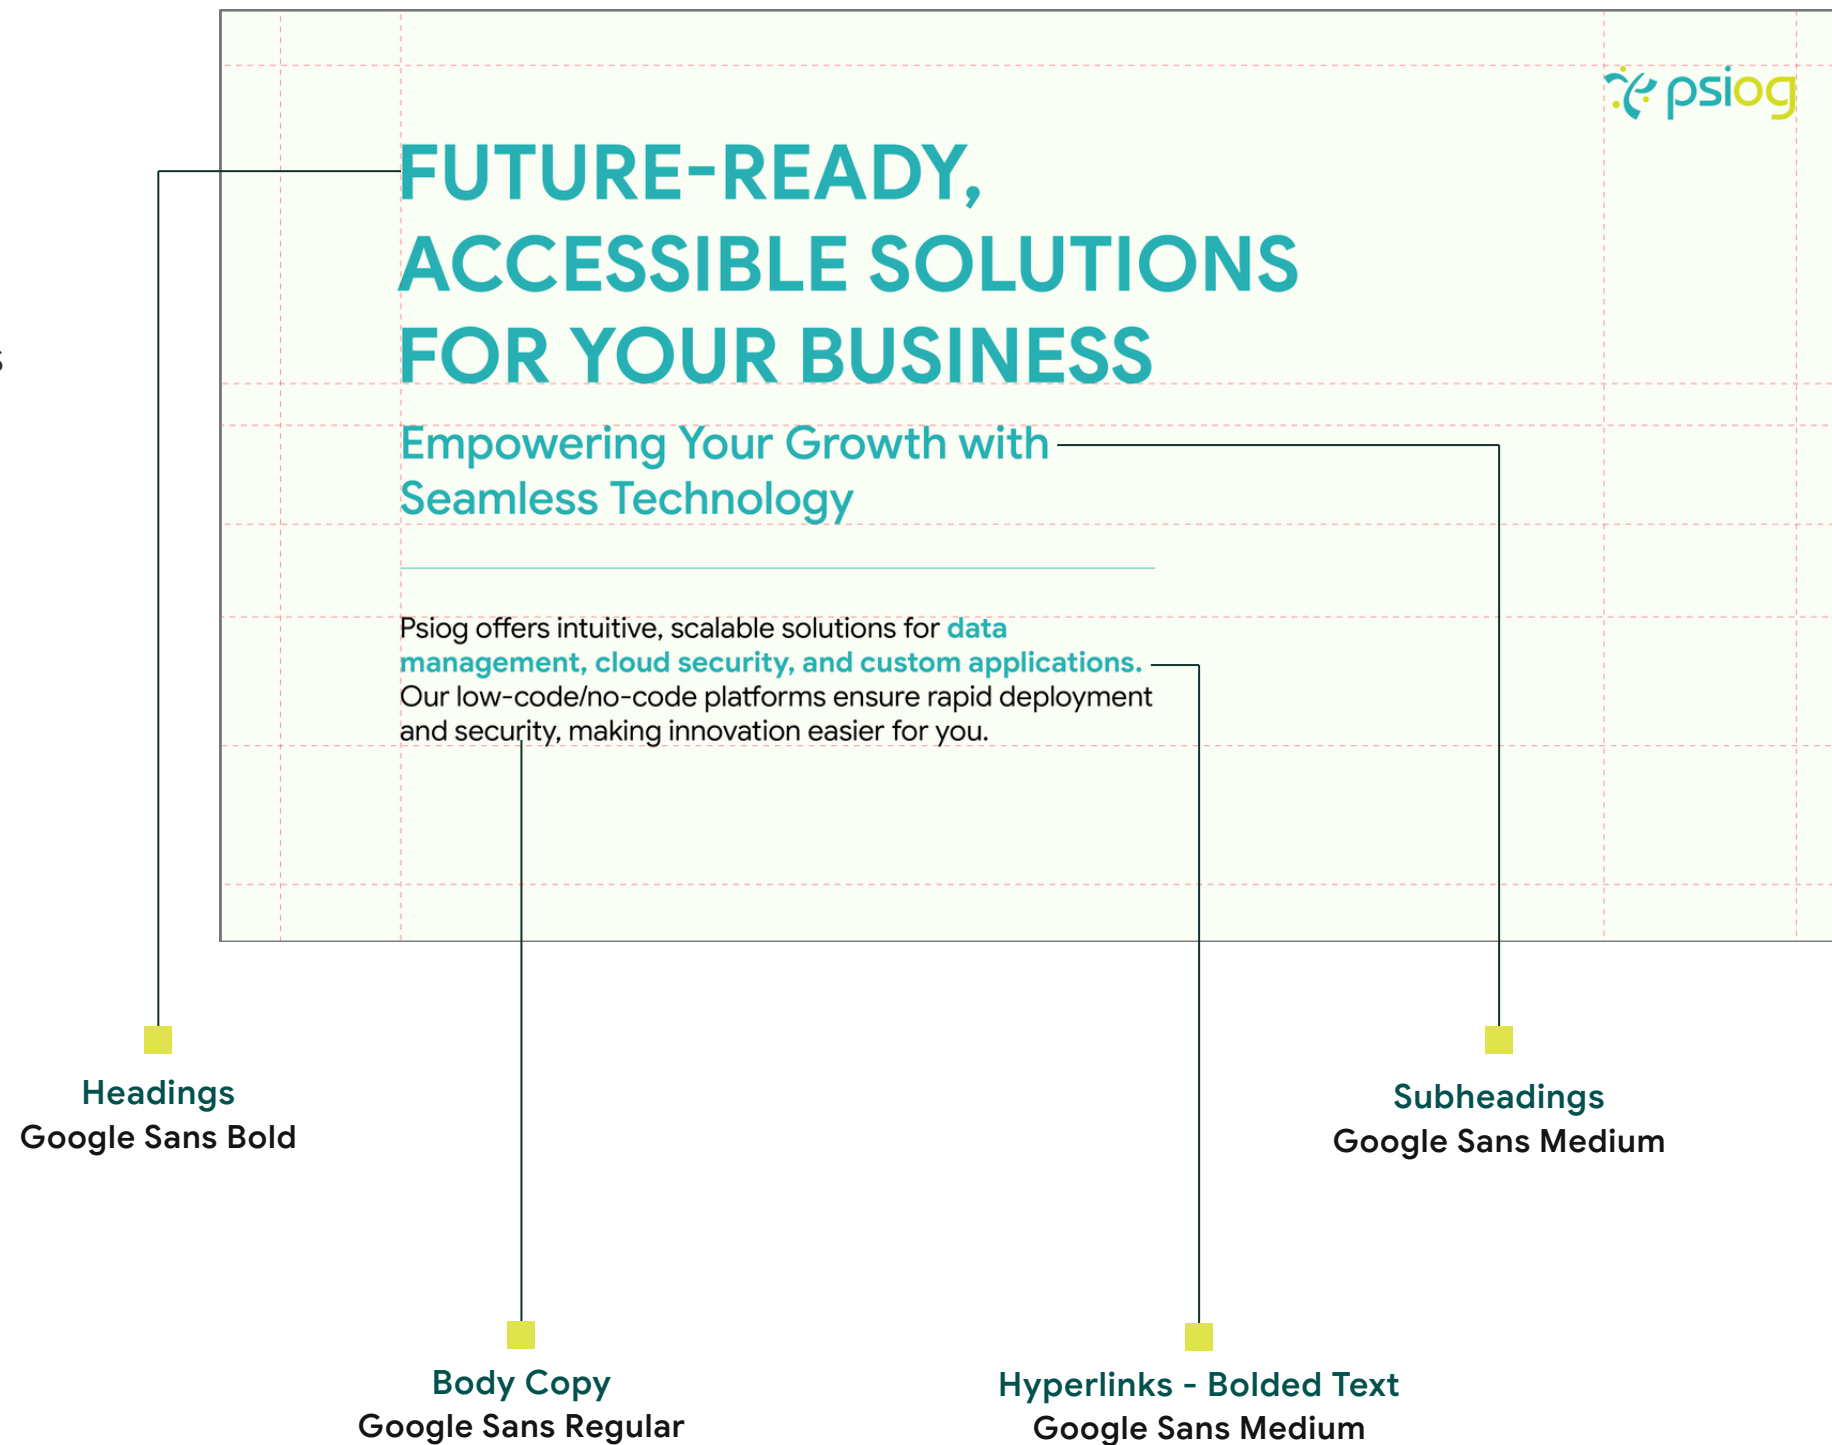 psiog
FUTURE-READY,
ACCESSIBLE SOLUTIONS
FOR YOUR BUSINESS
Empowering Your Growth with
Seamless Technology
Psiog offers intuitive, scalable solutions for data
management, cloud security, and custom applications.
Our low-code/no-code platforms ensure rapid deployment
and security, making innovation easier for you.
Headings
Google Sans Bold
Subheadings
Google Sans Medium
Body Copy
Google Sans Regular
Hyperlinks - Bolded Text
Google Sans Medium